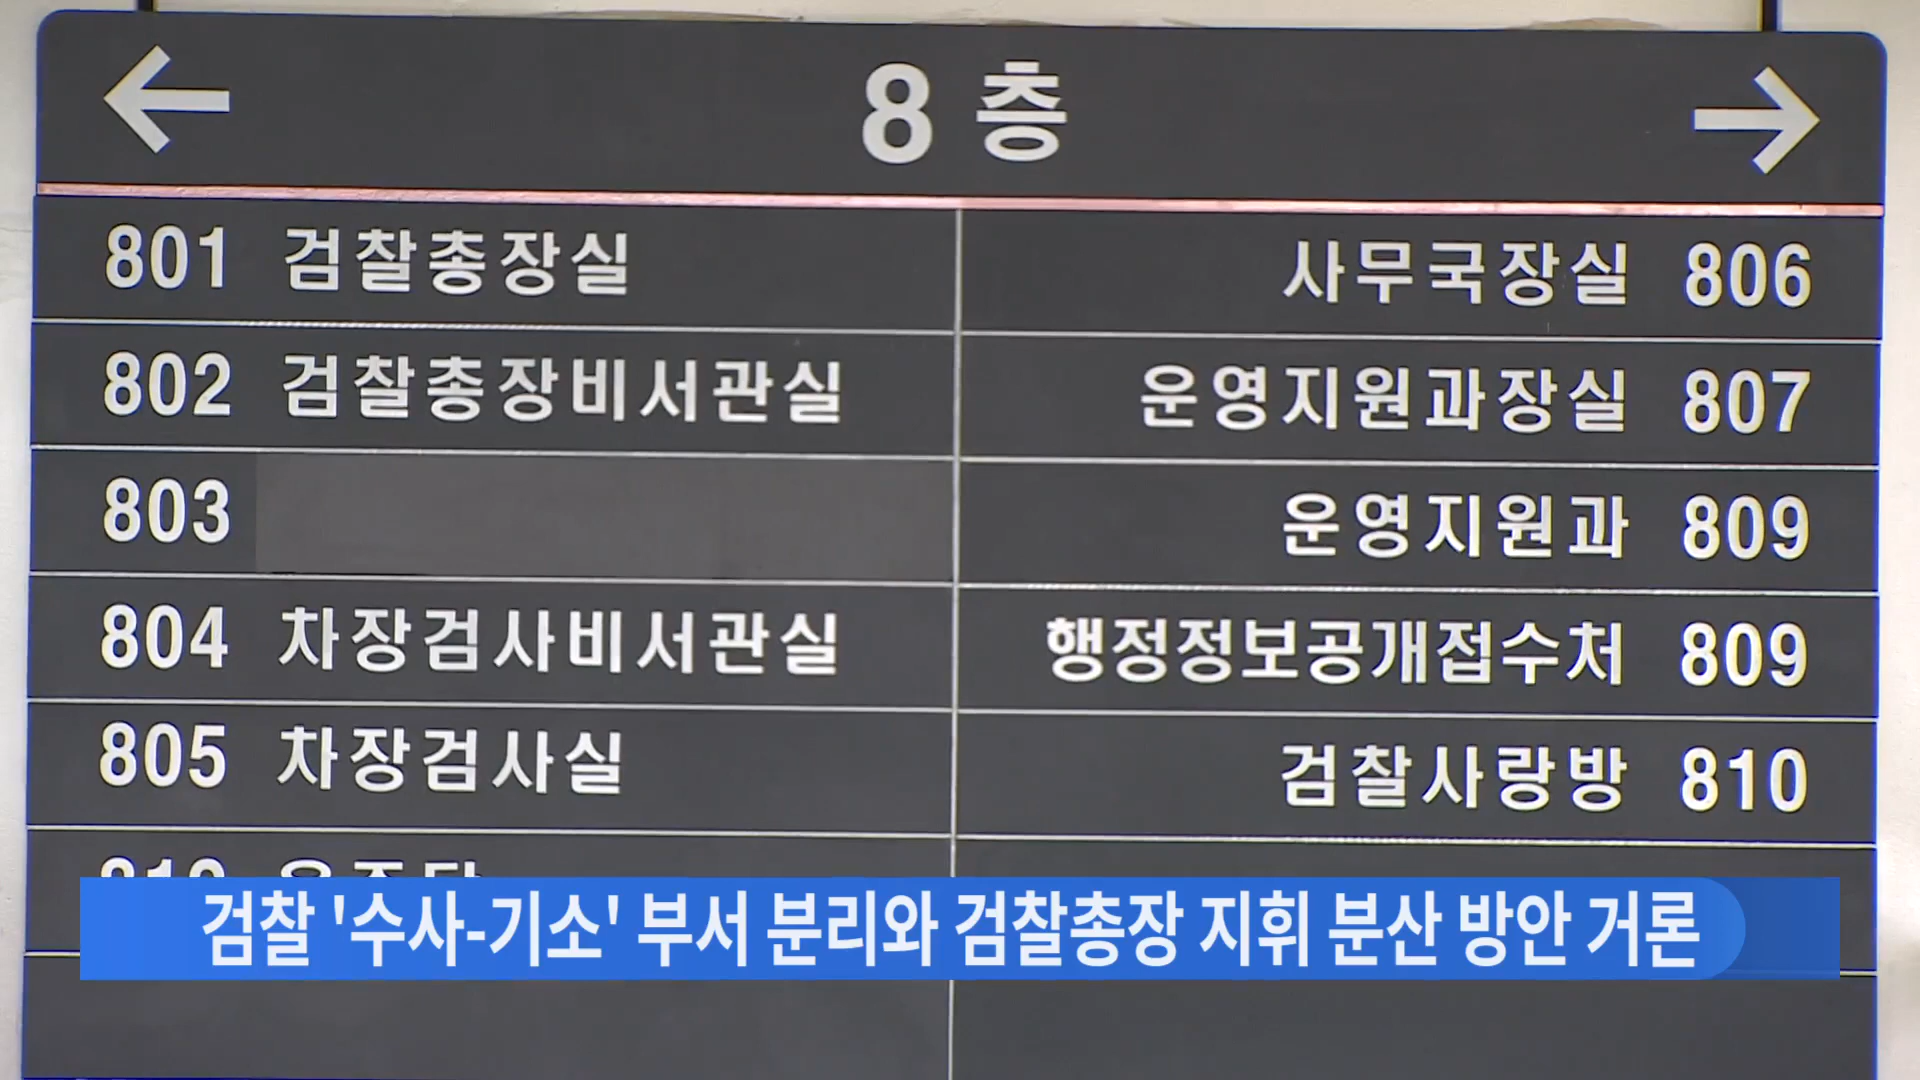 ← 8 층 →
801 검찰총장실
사무국장실 806
802 검찰총장비서관실
운영지원과장실 807
803
운영지원과 809
804 차장검사비서관실
행정정보공개접수처 809
805 차장검사실
검찰사랑방 810
검찰 '수사-기소' 부서 분리와 검찰총장 지휘 분산 방안 거론